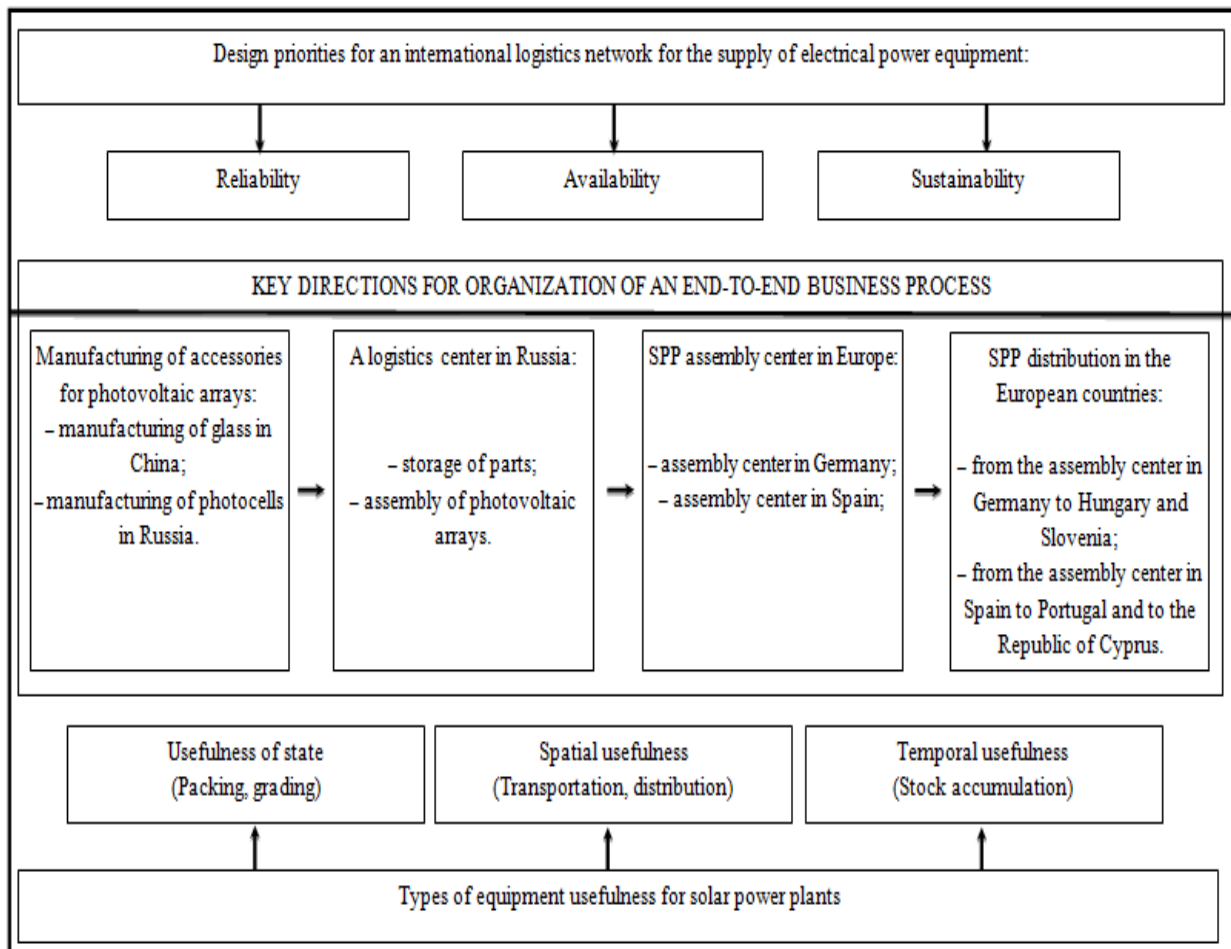 Design priorities for an international logistics network for the supply of electrical power equipment:
Reliability
Availability
Sustainability
KEY DIRECTIONS FOR ORGANIZATION OF AN END-TO-END BUSINESS PROCESS
Manufacturing of accessories
for photovoltaic arrays:
– manufacturing of glass in
China;
– manufacturing of photocells
in Russia.
A logistics center in Russia:
– storage of parts;
– assembly of photovoltaic
arrays.
SPP assembly center in Europe:
– assembly center in Germany;
– assembly center in Spain;
SPP distribution in the
European countries:
– from the assembly center in
Germany to Hungary and
Slovenia;
– from the assembly center in
Spain to Portugal and to the
Republic of Cyprus.
Usefulness of state
(Packing, grading)
Spatial usefulness
(Transportation, distribution)
Temporal usefulness
(Stock accumulation)
Types of equipment usefulness for solar power plants